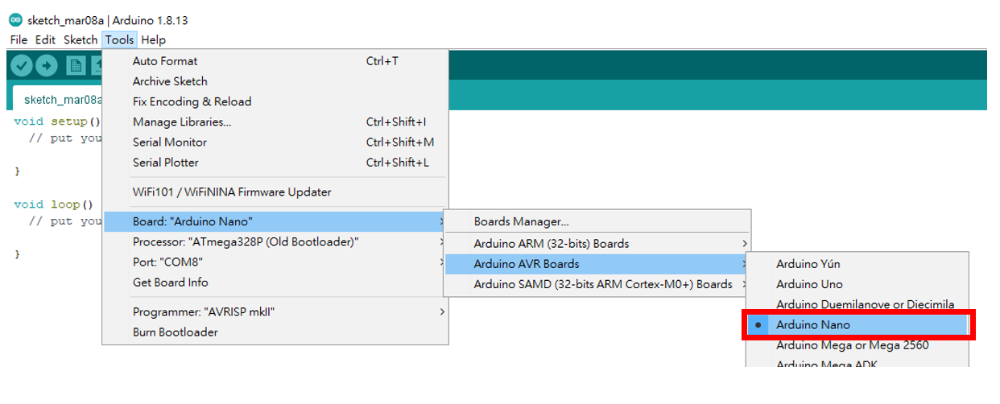 sketch_mar08a | Arduino 1.8.13
File Edit Sketch Tools Help
sketch_mar08a
void setup()
// put you
}
void loop()
// put you
}
Auto Format Ctrl+T
Archive Sketch
Fix Encoding & Reload
Manage Libraries... Ctrl+Shift+I
Serial Monitor Ctrl+Shift+M
Serial Plotter Ctrl+Shift+L
WiFi101 / WiFiNINA Firmware Updater
Board: "Arduino Nano"
Processor: "ATmega328P (Old Bootloader)"
Port: "COM8"
Get Board Info
Programmer: "AVRISP mkII"
Burn Bootloader
Boards Manager...
Arduino ARM (32-bits) Boards
Arduino AVR Boards
Arduino SAMD (32-bits ARM Cortex-M0+) Boards
Arduino Yún
Arduino Uno
Arduino Duemilanove or Diecimila
Arduino Nano
Arduino Mega or Mega 2560
Arduino Mega ADK